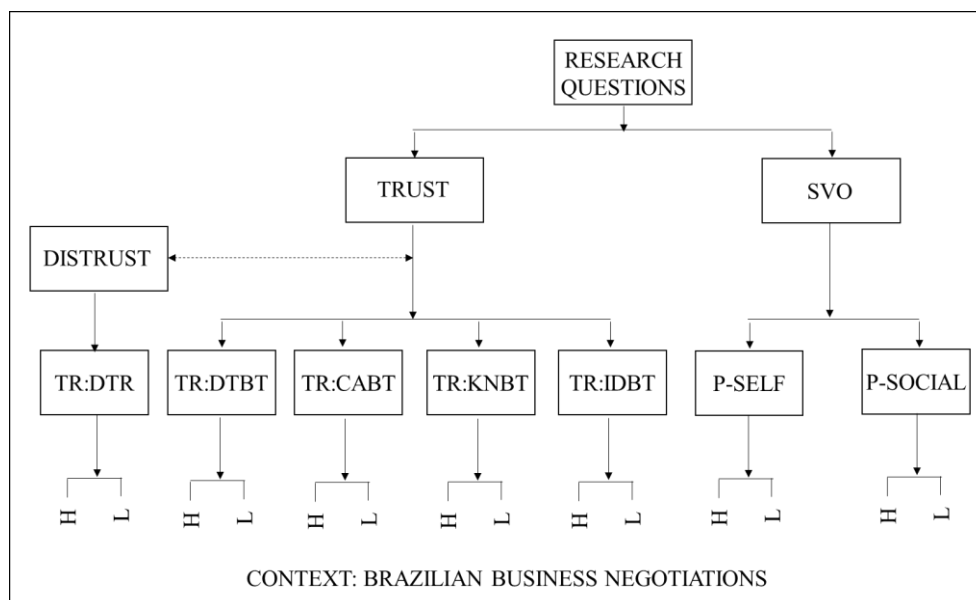 RESEARCH
QUESTIONS
TRUST
SVO
DISTRUST
TR:DTR
TR:DTBT
TR:CABT
TR:KNBT
TR:IDBT
P-SELF
P-SOCIAL
H
L
H
L
H
L
H
L
H
L
H
L
H
L
CONTEXT: BRAZILIAN BUSINESS NEGOTIATIONS